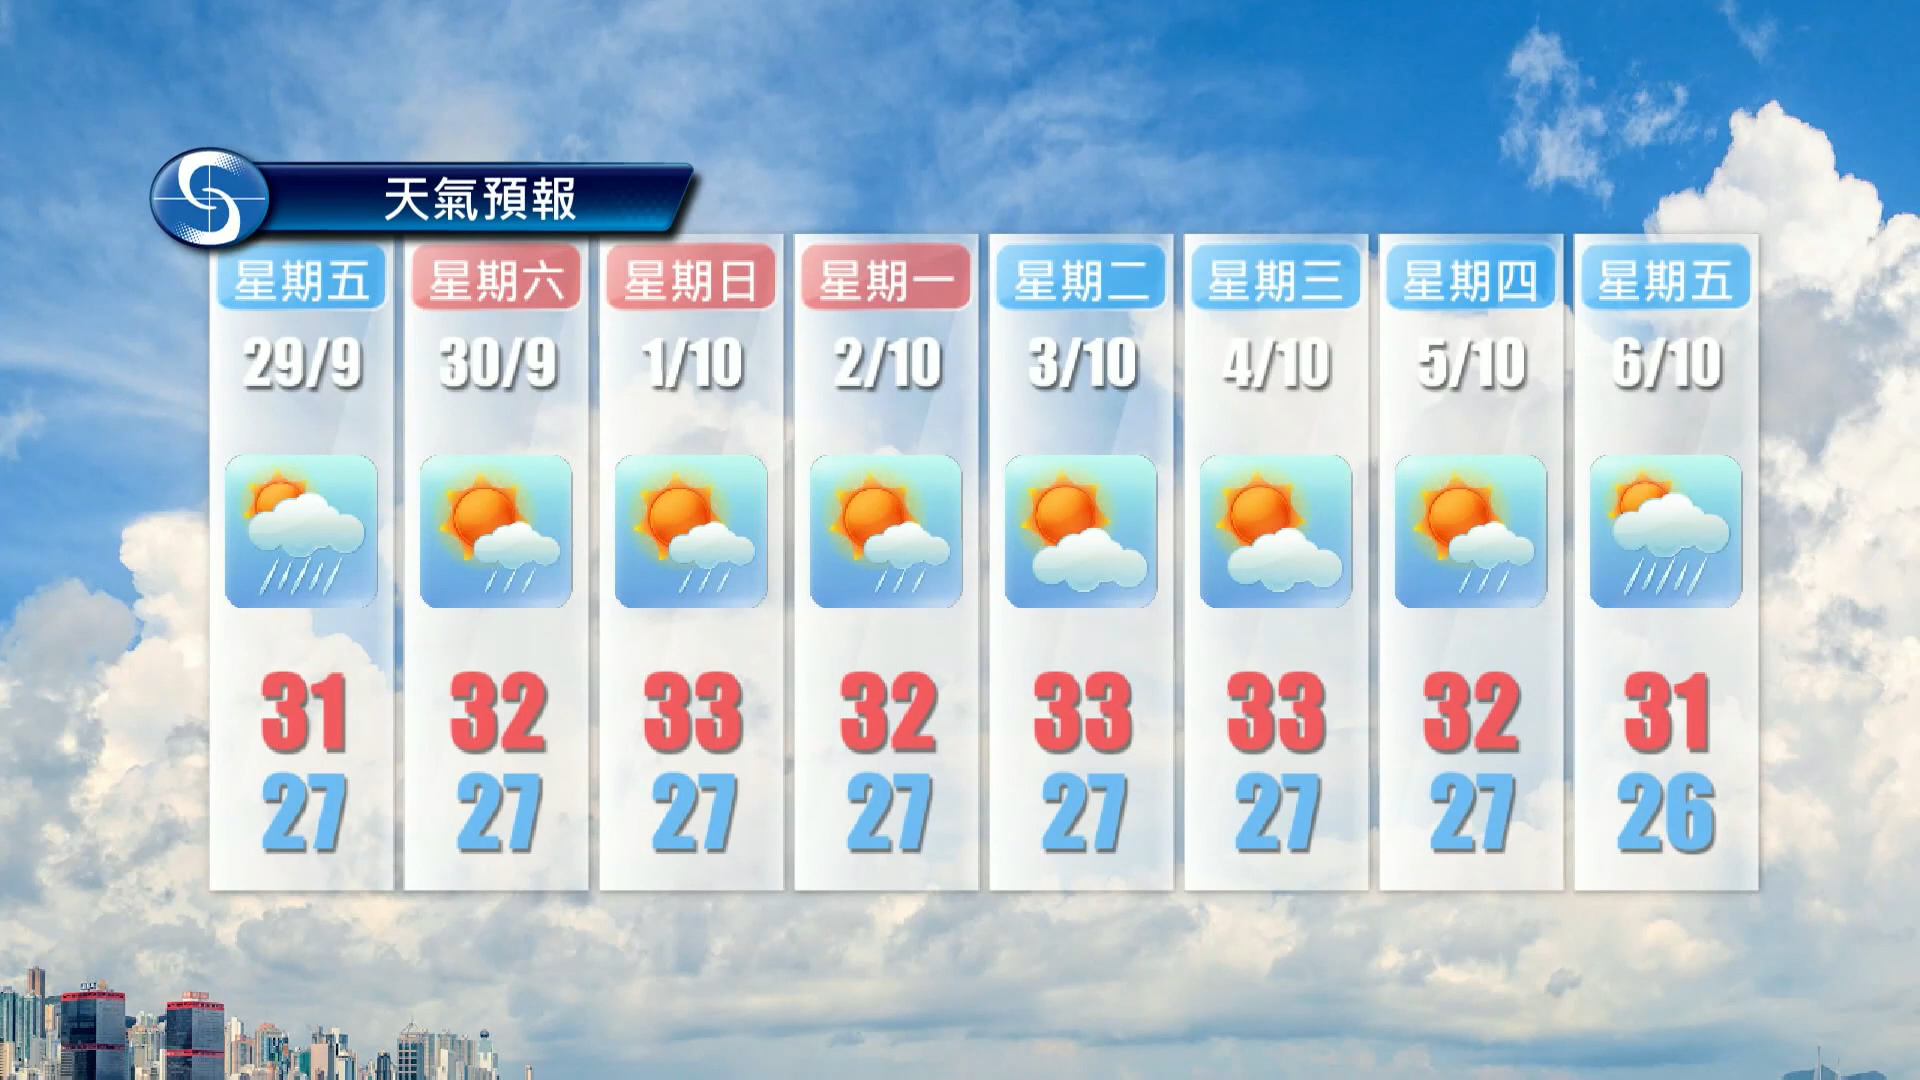 天氣預報
星期五 星期六 星期日 星期一 星期二 星期三 星期四 星期五
29/9 30/9 1/10 2/10 3/10 4/10 5/10 6/10
31 32 33 32 33 33 32 31
27 27 27 27 27 27 27 26